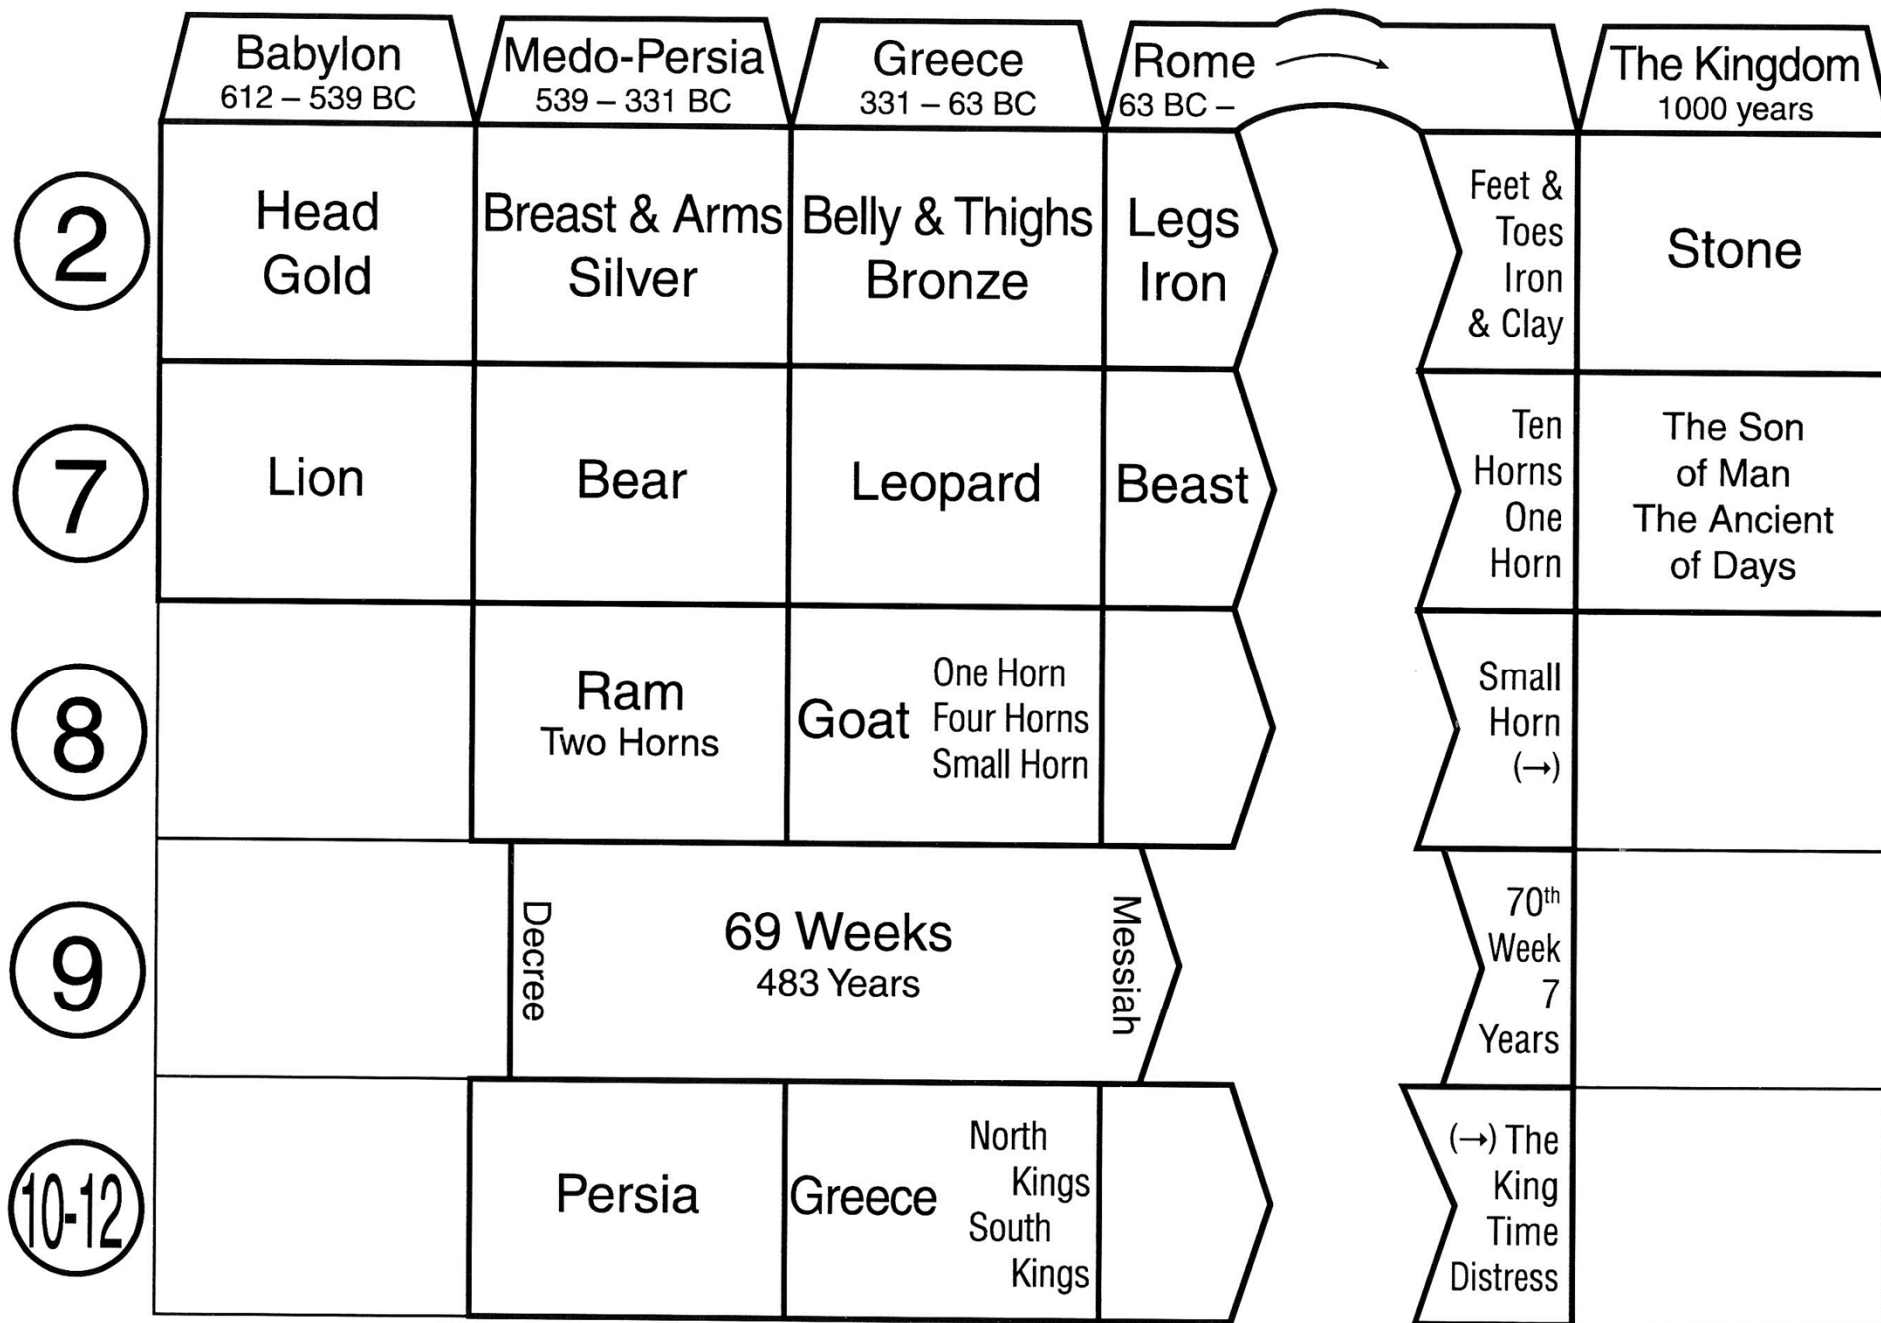 Babylon
612 – 539 BC
Medo-Persia
539 – 331 BC
Greece
331 – 63 BC
Rome →
63 BC –
The Kingdom
1000 years
2
Head
Gold
Breast & Arms
Silver
Belly & Thighs
Bronze
Legs
Iron
Feet &
Toes
Iron
& Clay
Stone
7
Lion
Bear
Leopard
Beast
Ten
Horns
One
Horn
The Son
of Man
The Ancient
of Days
8
Ram
Two Horns
Goat
One Horn
Four Horns
Small Horn
Small
Horn
(→)
9
Decree
69 Weeks
483 Years
Messiah
70th
Week
7
Years
10-12
Persia
Greece
North
Kings
South
Kings
(→) The
King
Time
Distress